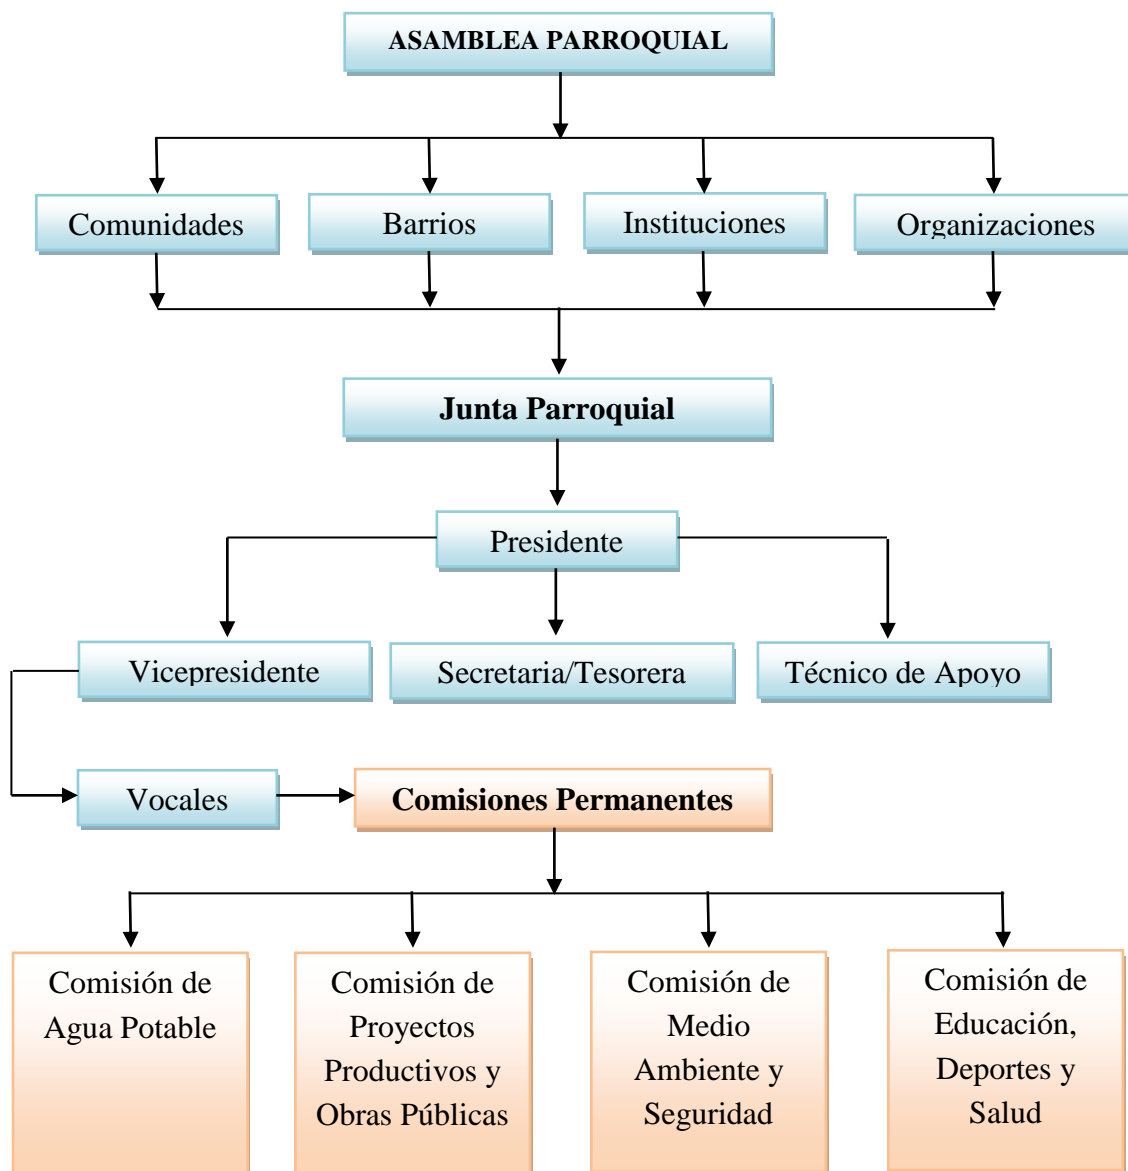 ASAMBLEA PARROQUIAL
Comunidades
Barrios
Instituciones
Organizaciones
Junta Parroquial
Presidente
Vicepresidente
Secretaria/Tesorera
Técnico de Apoyo
Vocales
Comisiones Permanentes
Comisión de
Agua Potable
Comisión de
Proyectos
Productivos y
Obras Públicas
Comisión de
Medio
Ambiente y
Seguridad
Comisión de
Educación,
Deportes y
Salud